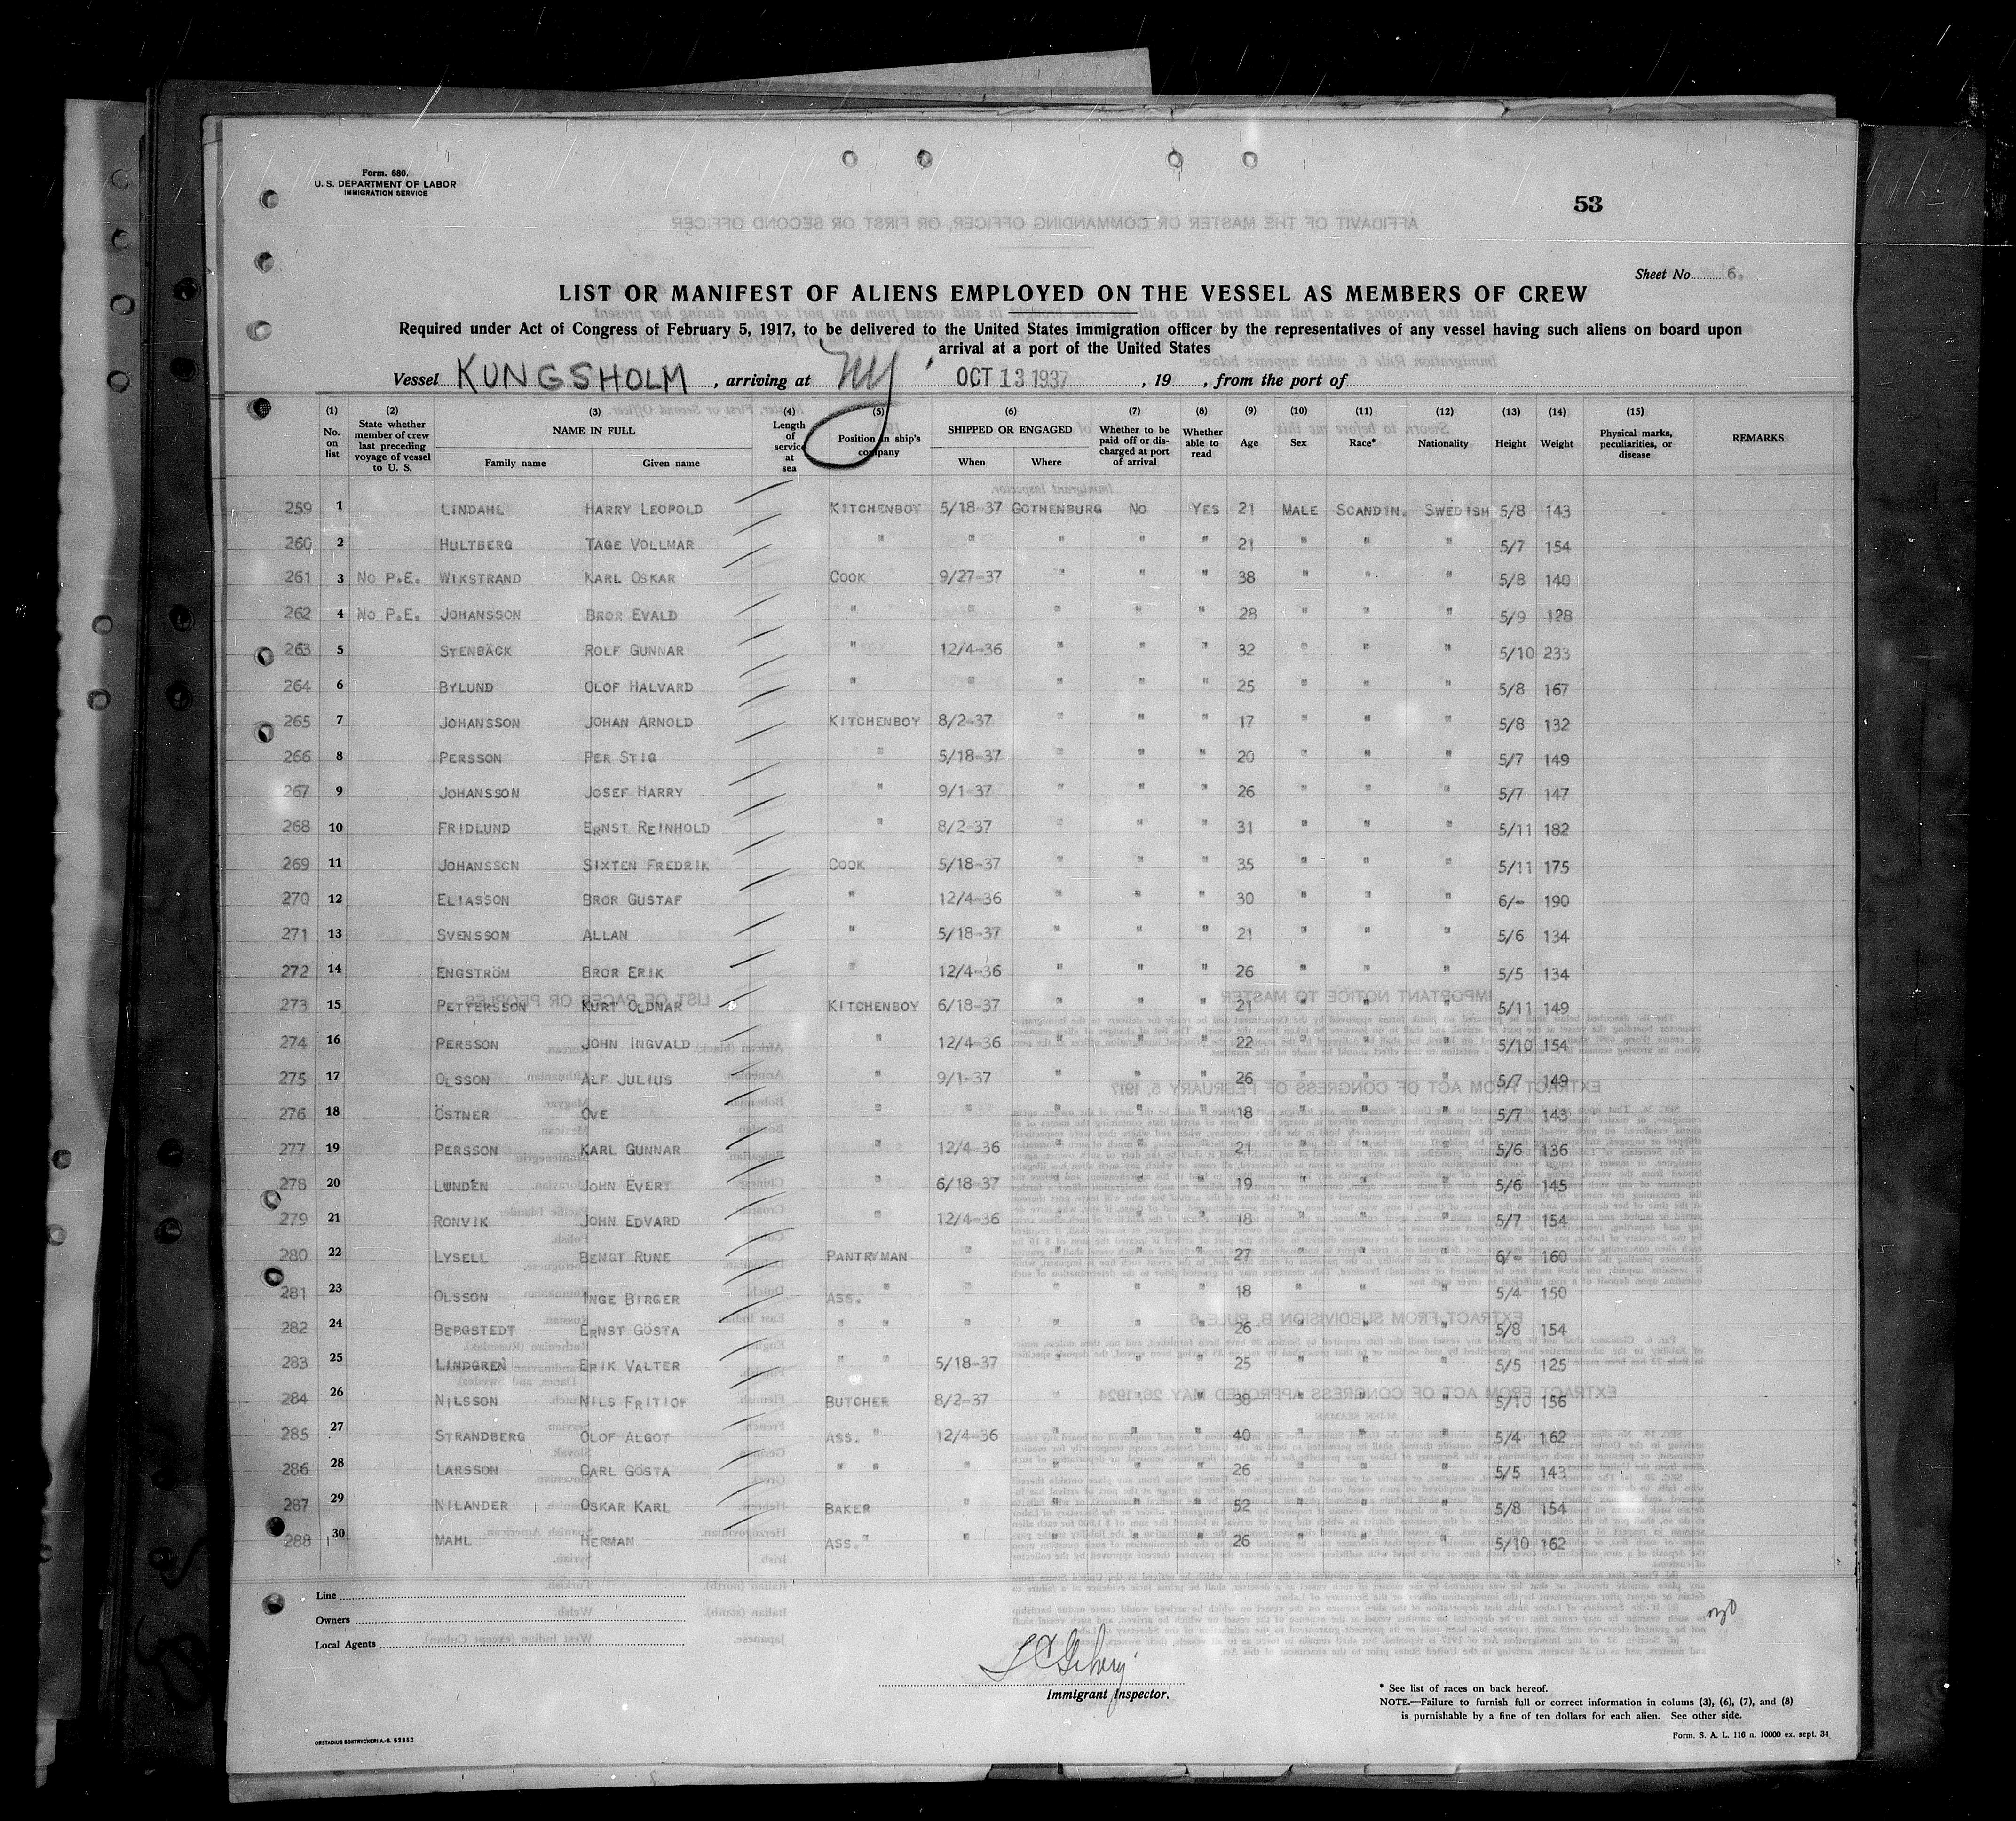 Form. 680.
U. S. DEPARTMENT OF LABOR
IMMIGRATION SERVICE
53
Sheet No. 6.
LIST OR MANIFEST OF ALIENS EMPLOYED ON THE VESSEL AS MEMBERS OF CREW
Required under Act of Congress of February 5, 1917, to be delivered to the United States immigration officer by the representatives of any vessel having such aliens on board upon
arrival at a port of the United States
Vessel KUNGSHOLM, arriving at NY OCT 13 1937, 19, from the port of
(1) No. on list (2) State whether member of crew last preceding voyage of vessel to U. S. (3) NAME IN FULL Family name Given name (4) Length of service at sea (5) Position in ship's company (6) SHIPPED OR ENGAGED When Where (7) Whether to be paid off or discharged at port of arrival (8) Whether able to read (9) Age (10) Sex (11) Race* (12) Nationality (13) Height (14) Weight (15) Physical marks, peculiarities, or disease REMARKS
259 1 LINDAHL HARRY LEOPOLD KITCHENBOY 5/18-37 GOTHENBURG NO YES 21 MALE SCANDIN. SWEDISH 5/8 143
260 2 HULTBERG TAGE VOLLMAR " " " " " 21 " " " 5/7 154
261 3 NO P.E. WIKSTRAND KARL OSKAR COOK 9/27-37 " " " 38 " " " 5/8 140
262 4 NO P.E. JOHANSSON BROR EVALD " " " " " 28 " " " 5/9 128
263 5 STENBÄCK ROLF GUNNAR " 12/4-36 " " " 32 " " " 5/10 233
264 6 BYLUND OLOF HALVARD " " " " " 25 " " " 5/8 167
265 7 JOHANSSON JOHAN ARNOLD KITCHENBOY 8/2-37 " " " 17 " " " 5/8 132
266 8 PERSSON PER STIG " 5/18-37 " " " 20 " " " 5/7 149
267 9 JOHANSSON JOSEF HARRY " 9/1-37 " " " 26 " " " 5/7 147
268 10 FRIDLUND ERNST REINHOLD " 8/2-37 " " " 31 " " " 5/11 182
269 11 JOHANSSON SIXTEN FREDRIK COOK 5/18-37 " " " 35 " " " 5/11 175
270 12 ELIASSON BROR GUSTAF " 12/4-36 " " " 30 " " " 6/- 190
271 13 SVENSSON ALLAN " 5/18-37 " " " 21 " " " 5/6 134
272 14 ENGSTRÖM BROR ERIK " 12/4-36 " " " 26 " " " 5/5 134
273 15 PETTERSSON KURT OLDNAR KITCHENBOY 6/18-37 " " " 21 " " " 5/11 149
274 16 PERSSON JOHN INGVALD " 12/4-36 " " " 22 " " " 5/10 154
275 17 OLSSON ALF JULIUS " 9/1-37 " " " 26 " " " 5/7 149
276 18 ÖSTNER OVE " " " " " 18 " " " 5/7 143
277 19 PERSSON KARL GUNNAR " 12/4-36 " " " 21 " " " 5/6 136
278 20 LUNDEN JOHN EVERT " 6/18-37 " " " 19 " " " 5/6 145
279 21 RONVIK JOHN EDVARD " 12/4-36 " " " 18 " " " 5/7 154
280 22 LYSELL BENGT RUNE PANTRYMAN " " " " 27 " " " 6/- 160
281 23 OLSSON INGE BIRGER ASS. " " " " " 18 " " " 5/4 150
282 24 BERGSTEDT ERNST GÖSTA " " " " " " 26 " " " 5/8 154
283 25 LINDGREN ERIK VALTER " " 5/18-37 " " " 25 " " " 5/5 125
284 26 NILSSON NILS FRITIOF BUTCHER 8/2-37 " " " 38 " " " 5/10 156
285 27 STRANDBERG OLOF ALGOT ASS. " 12/4-36 " " " 40 " " " 5/4 162
286 28 LARSSON CARL GÖSTA " " " " " " 26 " " " 5/5 143
287 29 NILANDER OSKAR KARL BAKER " " " " 52 " " " 5/8 154
288 30 MAHL HERMAN ASS. " " " " " 26 " " " 5/10 162
Line
Owners
Local Agents
Immigrant Inspector.
* See list of races on back hereof.
NOTE.—Failure to furnish full or correct information in colums (3), (6), (7), and (8)
is purnishable by a fine of ten dollars for each alien. See other side.
ORSTADIUS BOKTRYCKERI A.-B. 52852
Form. S. A. L. 116 n. 10000 ex. sept. 34